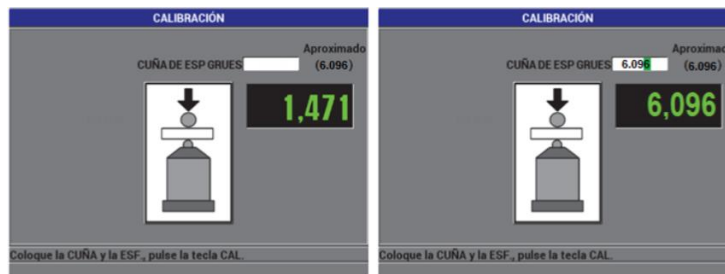 CALIBRACIÓN
Aproximado
CUÑA DE ESP GRUES
(6.096)
1,471
Coloque la CUÑA y la ESF., pulse la tecla CAL.
CALIBRACIÓN
Aproximad
CUÑA DE ESP GRUES 6.096 (6.096)
6,096
Coloque la CUÑA y la ESF., pulse la tecla CAL.